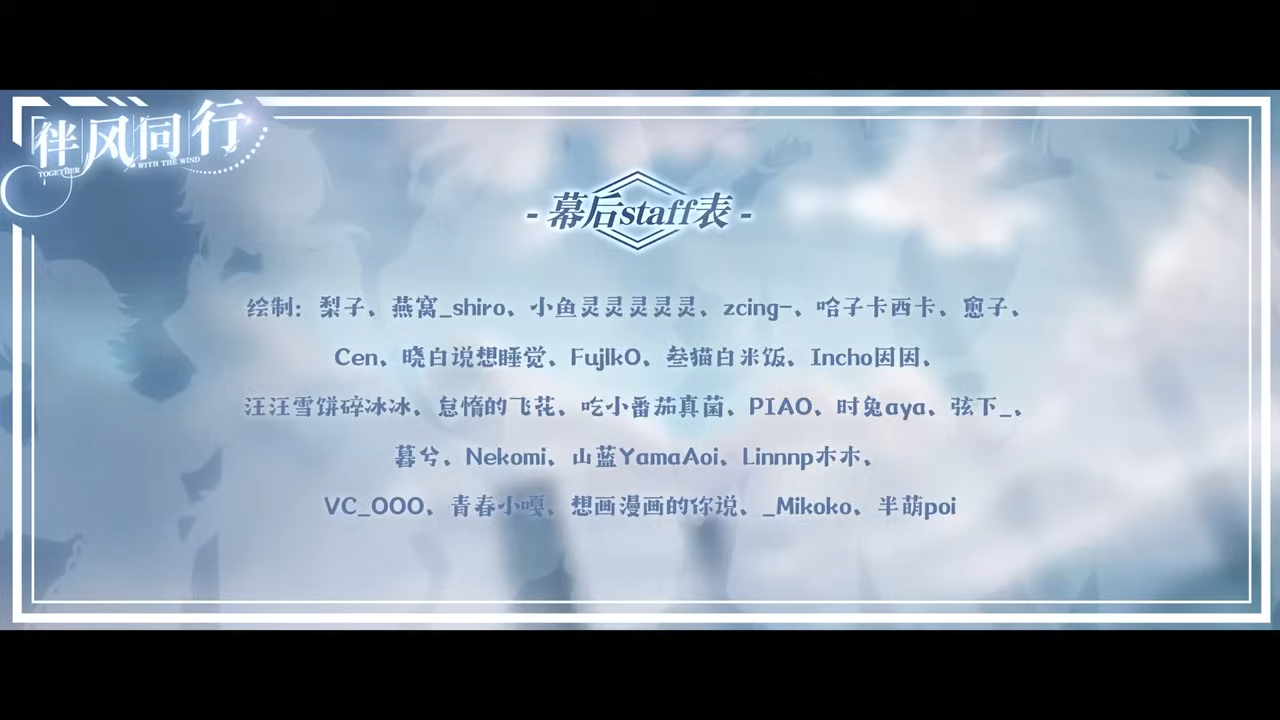 伴风同行
TOGETHER WITH THE WIND
- 幕后staff表 -
绘制：梨子、燕窝_shiro、小鱼灵灵灵灵灵、zcing-、哈子卡西卡、愈子、
Cen、晓白说想睡觉、FujIkO、叁猫白米饭、Incho因因、
汪汪雪饼碎冰冰、怠惰的飞花、吃小番茄真菌、PIAO、时兔aya、弦下_、
暮兮、Nekomi、山蓝YamaAoi、Linnnp木木、
VC_OOO、青春小嘎、想画漫画的你说、_Mikoko、半萌poi